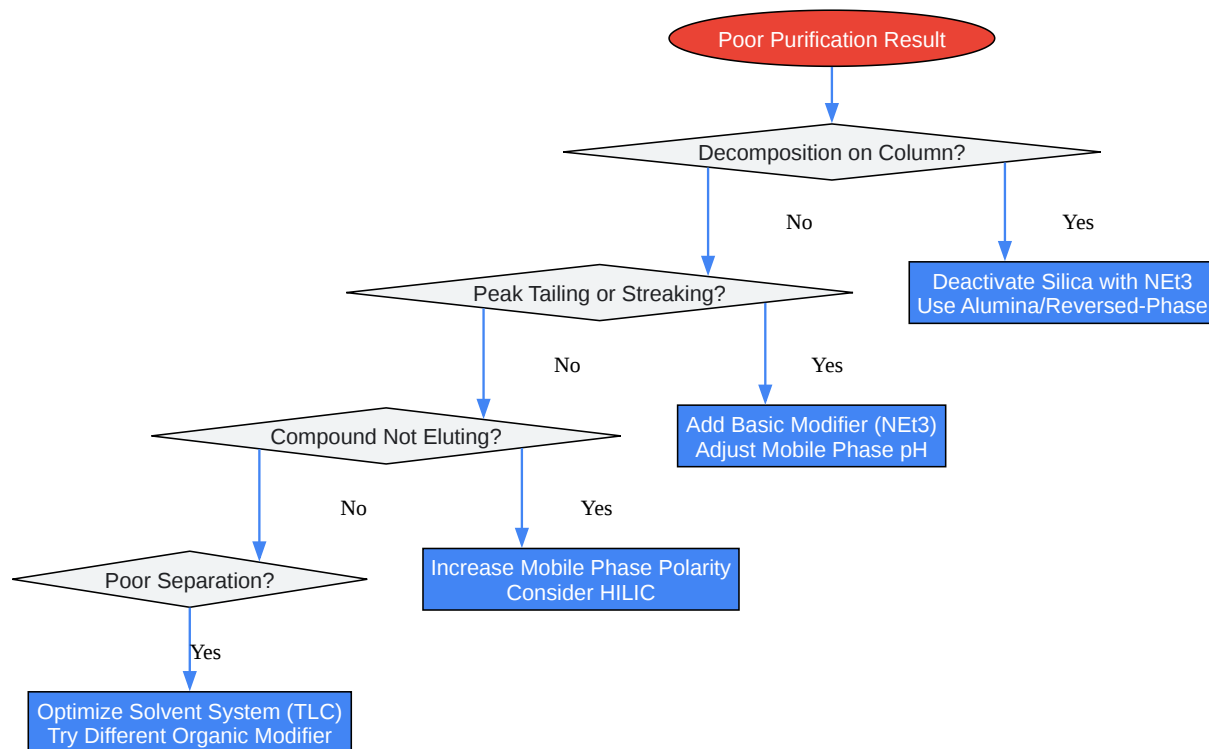 Poor Purification Result
Decomposition on Column?
No
Yes
Deactivate Silica with NEt3
Use Alumina/Reversed-Phase
Peak Tailing or Streaking?
No
Yes
Add Basic Modifier (NEt3)
Adjust Mobile Phase pH
Compound Not Eluting?
No
Yes
Increase Mobile Phase Polarity
Consider HILIC
Poor Separation?
Yes
Optimize Solvent System (TLC)
Try Different Organic Modifier